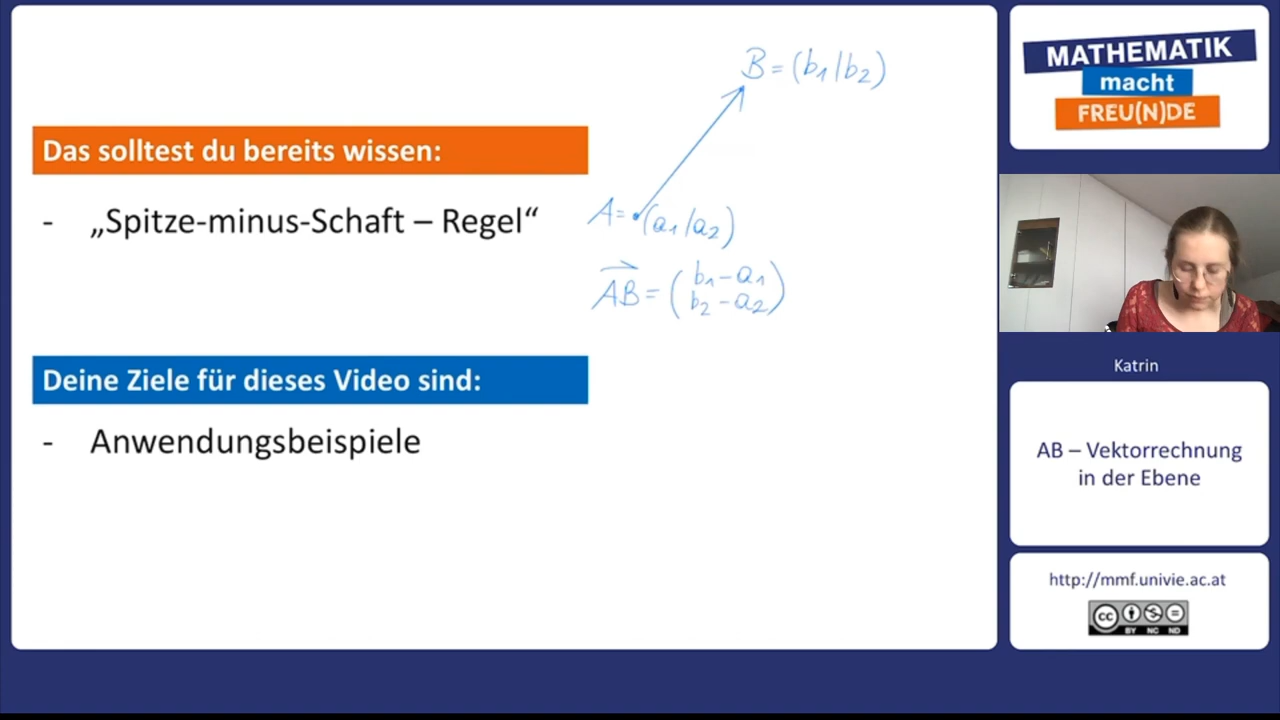 B = (b₁|b₂)
Das solltest du bereits wissen:
- „Spitze-minus-Schaft – Regel“
A = (a₁|a₂)
AB = (b₁-a₁
b₂-a₂)
Deine Ziele für dieses Video sind:
- Anwendungsbeispiele
MATHEMATIK
macht
FREU(N)DE
Katrin
AB – Vektorrechnung
in der Ebene
http://mmf.univie.ac.at
cc
BY NC ND